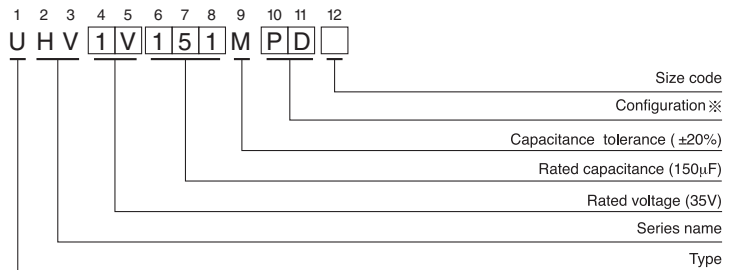 1 2 3 4 5 6 7 8 9 10 11 12
U H V 1 V 1 5 1 M P D
Size code
Configuration※
Capacitance tolerance ( ±20%)
Rated capacitance (150µF)
Rated voltage (35V)
Series name
Type